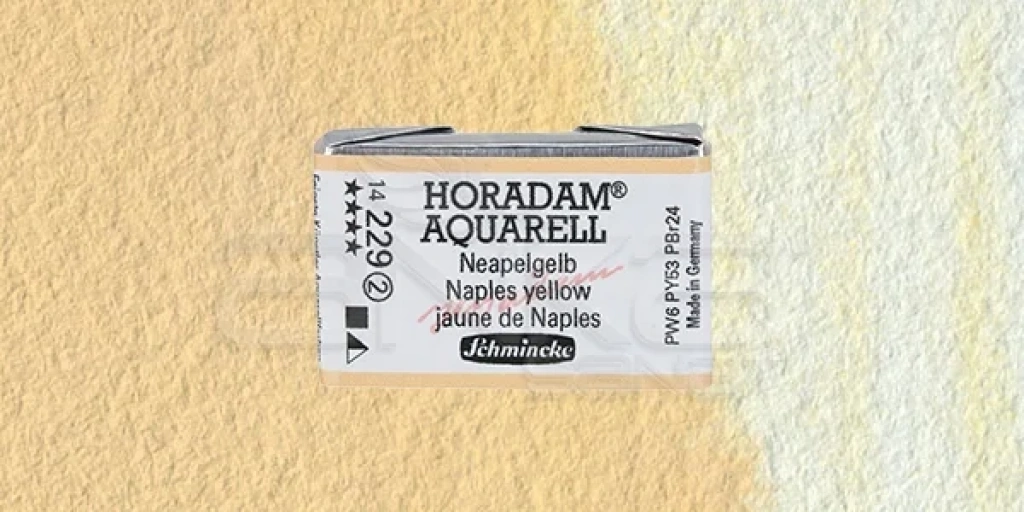 HORADAM®
AQUARELL
Neapelgelb
Naples yellow
jaune de Naples
Schmincke
14 229 2
★★★★
PW6 PY53 PBr24
Made in Germany